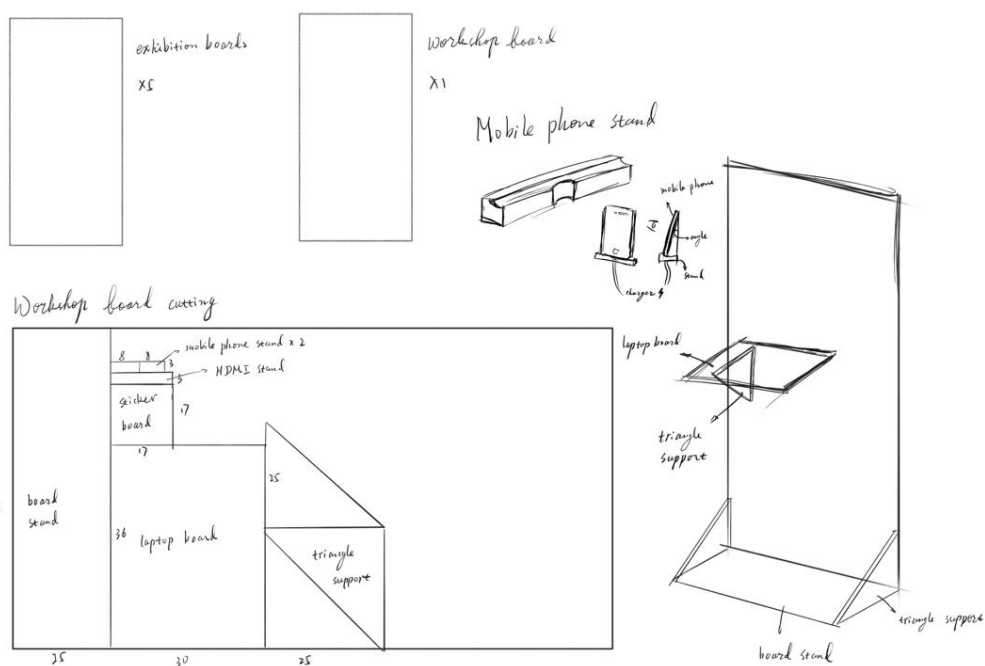 exhibition boards
x5
Workshop board
x1
Mobile phone stand
mobile phone
angle
stand
charger
Workshop board cutting
8
8
mobile phone stand x 2
3
HDMI stand
3
sticker
board
17
17
board
stand
36
laptop board
25
triangle
support
25
30
25
laptop board
triangle
support
triangle support
board stand